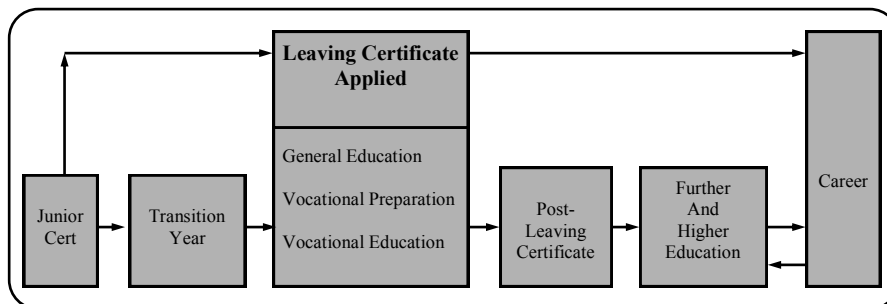 Leaving Certificate
Applied
General Education
Vocational Preparation
Vocational Education
Junior
Cert
Transition
Year
Post-
Leaving
Certificate
Further
And
Higher
Education
Career